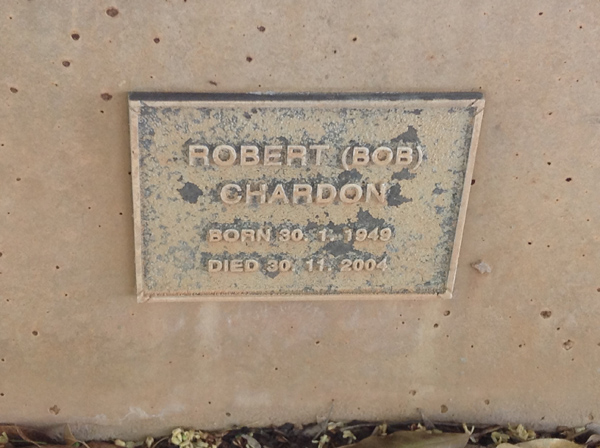 ROBERT (BOB)
CHARDON
BORN 30. 1. 1949
DIED 30. 11. 2004